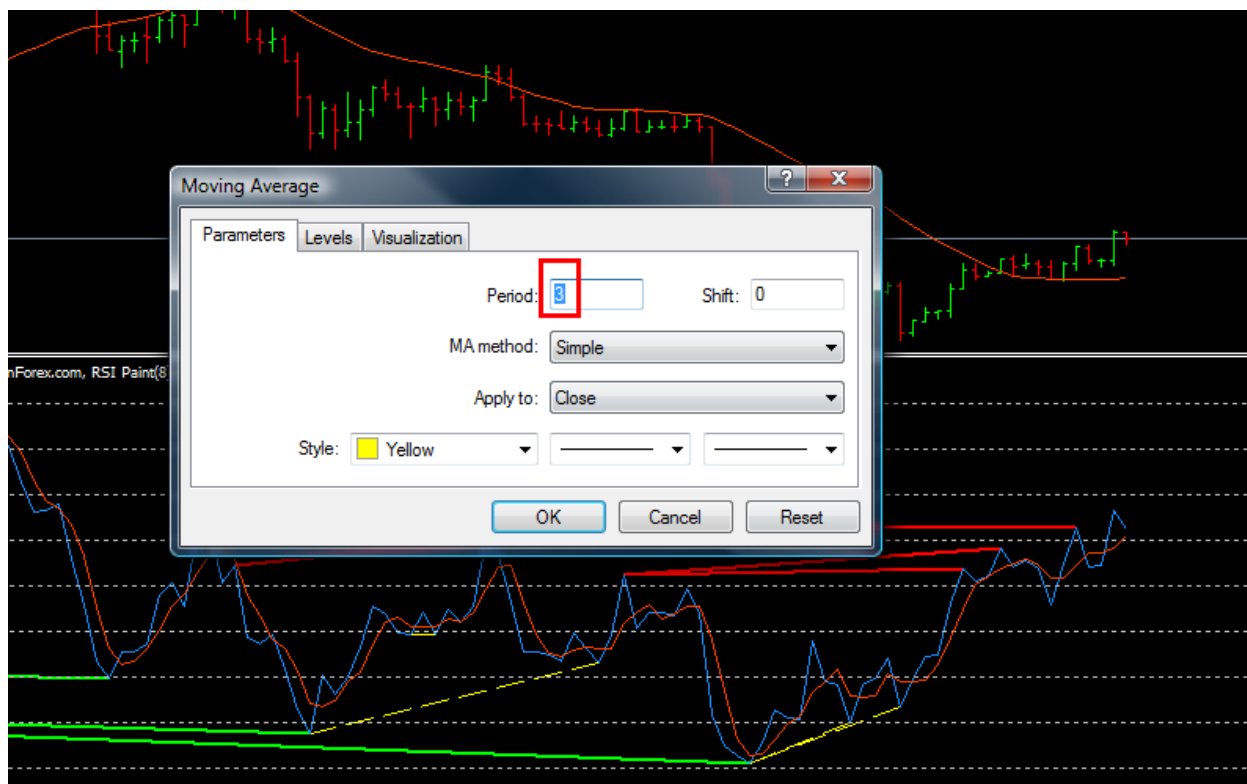 Moving Average
?
X
Parameters Levels Visualization
Period: 3 Shift: 0
MA method: Simple
Apply to: Close
Style: Yellow
OK Cancel Reset
nForex.com, RSI Paint(8